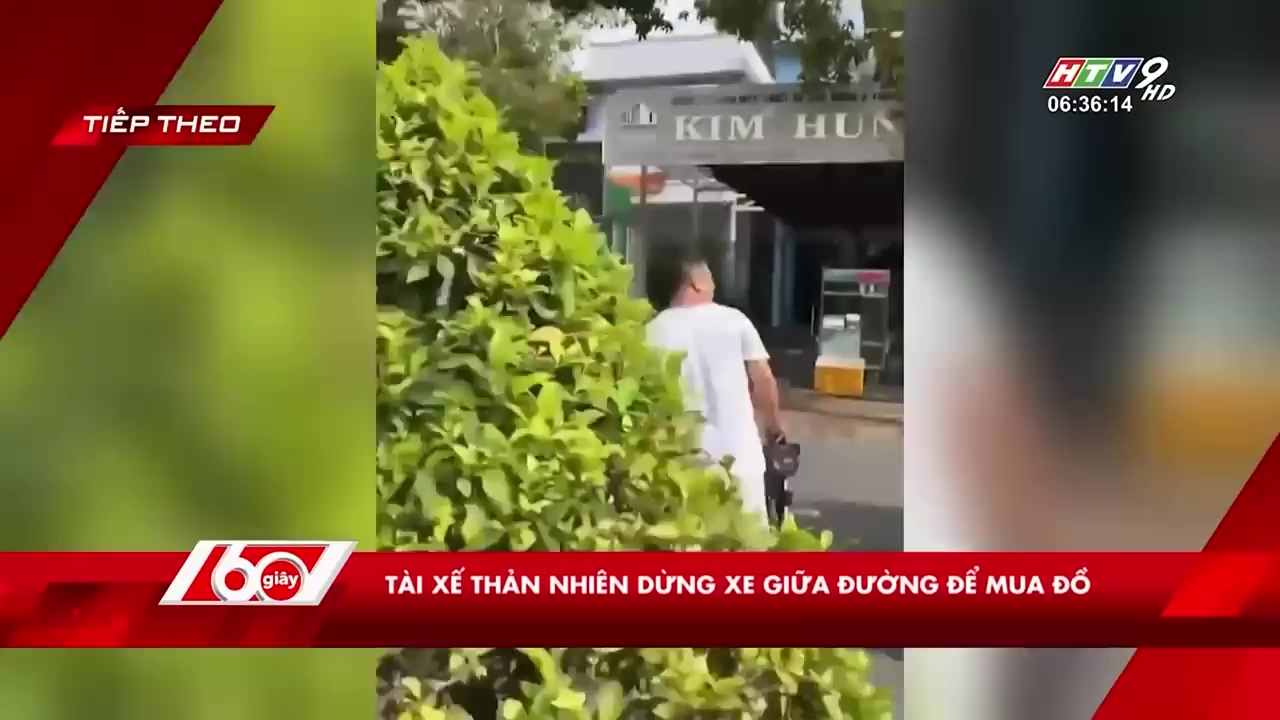 TIẾP THEO
HTV9 HD
06:36:14
KIM HUN
60 giây
TÀI XẾ THẢN NHIÊN DỪNG XE GIỮA ĐƯỜNG ĐỂ MUA ĐỒ